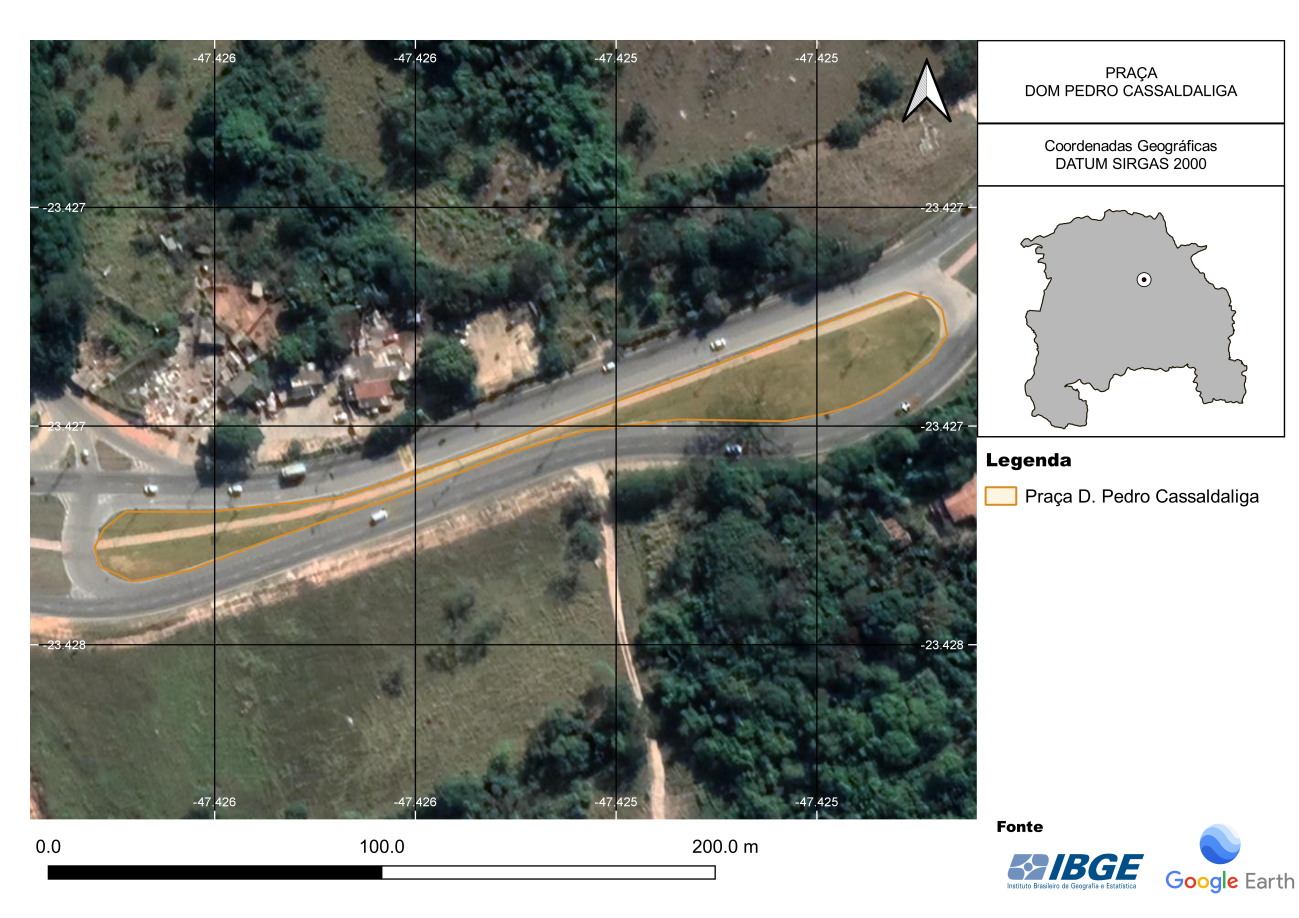 -47.426 -47.426 -47.425 -47.425
-23.427 -23.427
-23.427 -23.427
-23.428 -23.428
-47.426 -47.426 -47.425 -47.425
0.0 100.0 200.0 m
PRAÇA
DOM PEDRO CASSALDALIGA
Coordenadas Geográficas
DATUM SIRGAS 2000
Legenda
Praça D. Pedro Cassaldaliga
Fonte
IBGE
Instituto Brasileiro de Geografia e Estatística
Google Earth